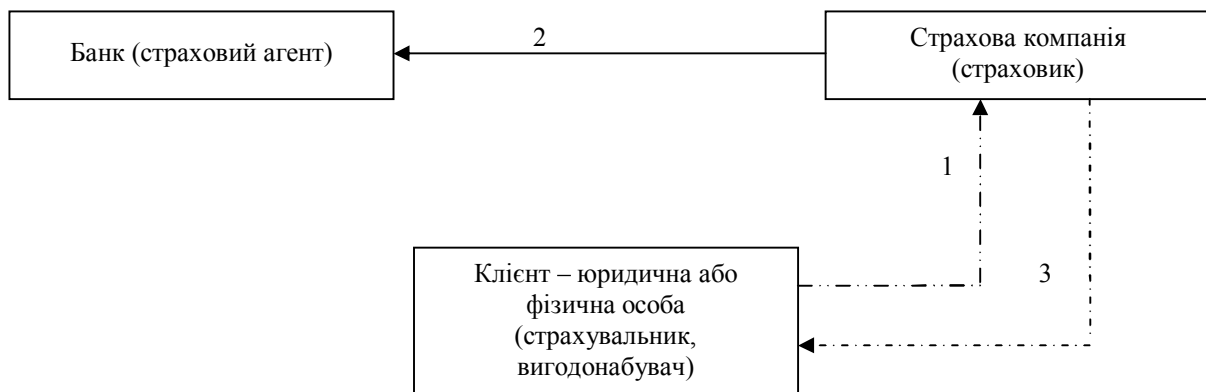 Банк (страховий агент)
2
Страхова компанія
(страховик)
1
3
Клієнт – юридична або
фізична особа
(страхувальник,
вигодонабувач)